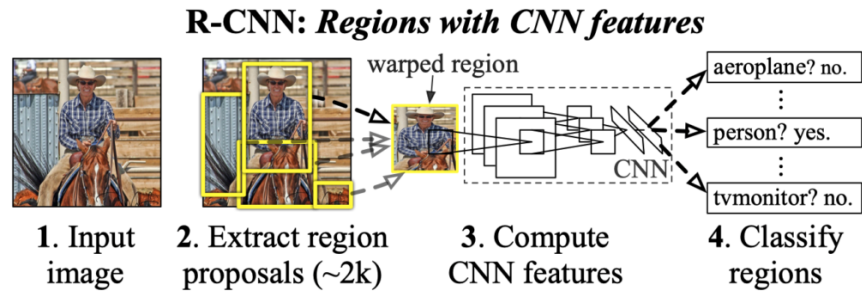 R-CNN: Regions with CNN features
warped region
aeroplane? no.
person? yes.
tvmonitor? no.
CNN
1. Input
image
2. Extract region
proposals (~2k)
3. Compute
CNN features
4. Classify
regions